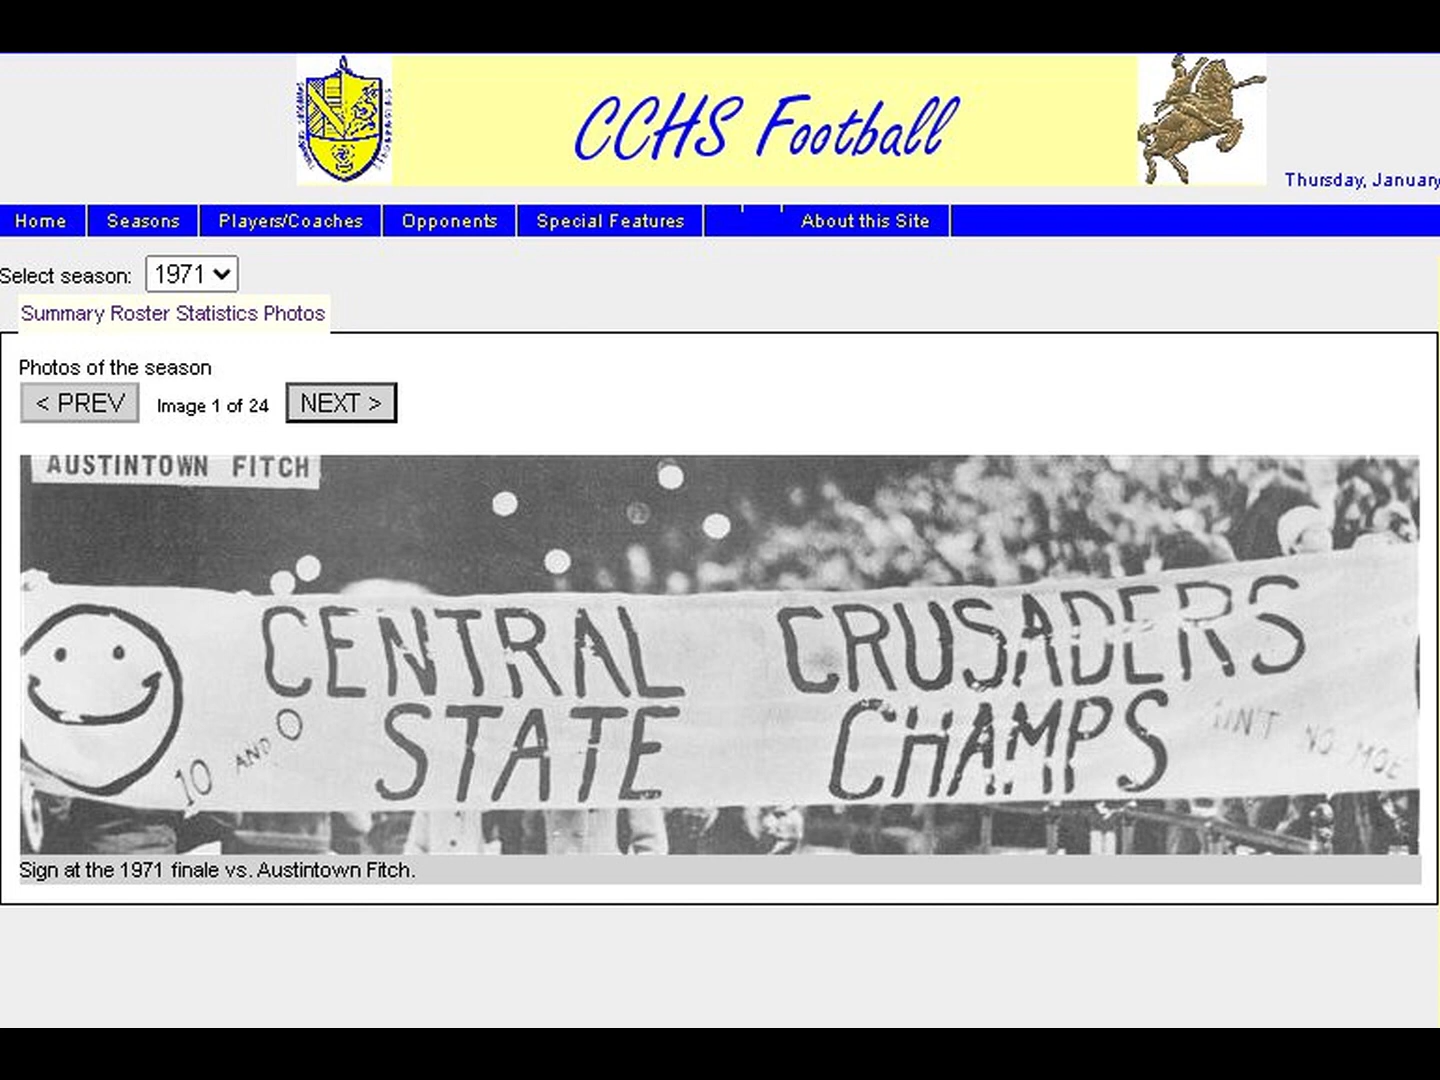 CCHS Football
Thursday, January
Home Seasons Players/Coaches Opponents Special Features About this Site
Select season: 1971
Summary Roster Statistics Photos
Photos of the season
< PREV Image 1 of 24 NEXT >
AUSTINTOWN FITCH
CENTRAL CRUSADERS
STATE CHAMPS
10 AND 0
AIN'T NO MOE
Sign at the 1971 finale vs. Austintown Fitch.